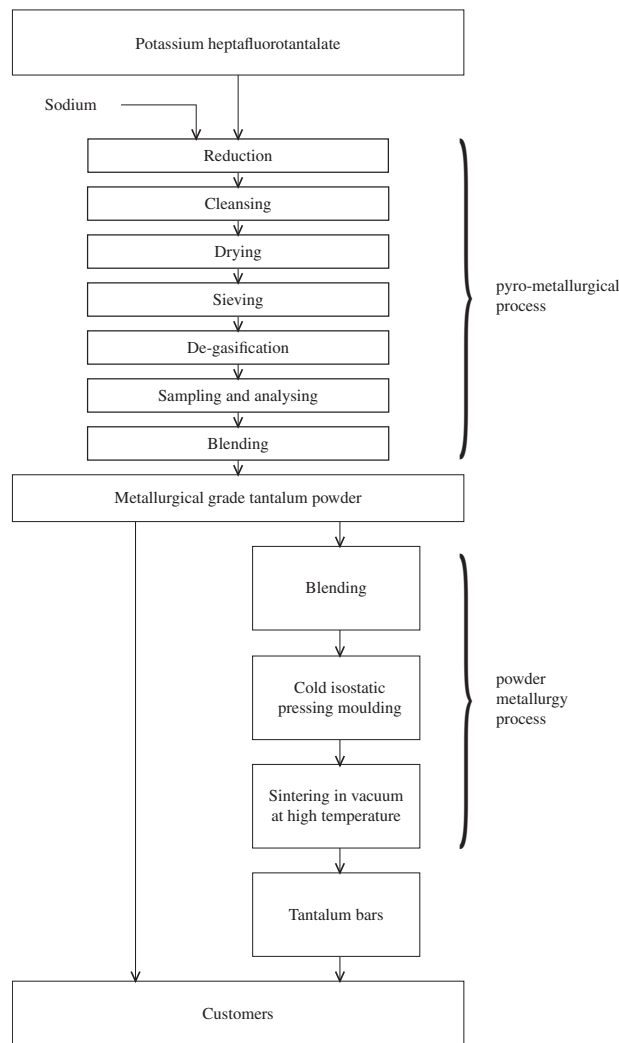 Potassium heptafluorotantalate
Sodium
Reduction
Cleansing
Drying
Sieving
De-gasification
Sampling and analysing
Blending
pyro-metallurgical
process
Metallurgical grade tantalum powder
Blending
Cold isostatic
pressing moulding
Sintering in vacuum
at high temperature
powder
metallurgy
process
Tantalum bars
Customers